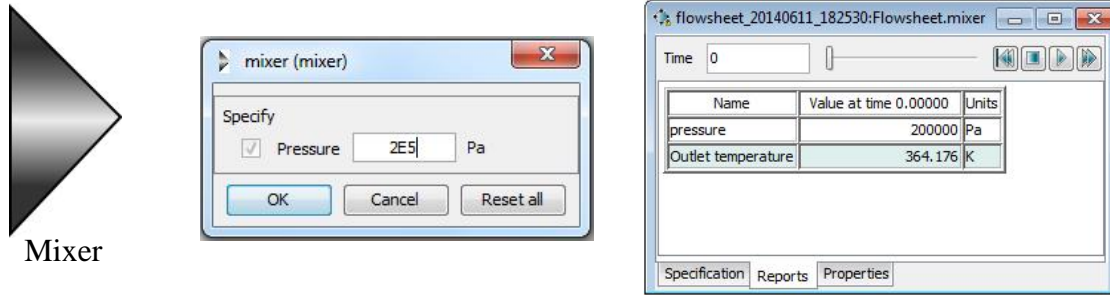 Mixer
mixer (mixer)
Specify
Pressure 2E5 Pa
OK Cancel Reset all
flowsheet_20140611_182530:Flowsheet.mixer
Time 0
Name Value at time 0.00000 Units
pressure 200000 Pa
Outlet temperature 364.176 K
Specification Reports Properties